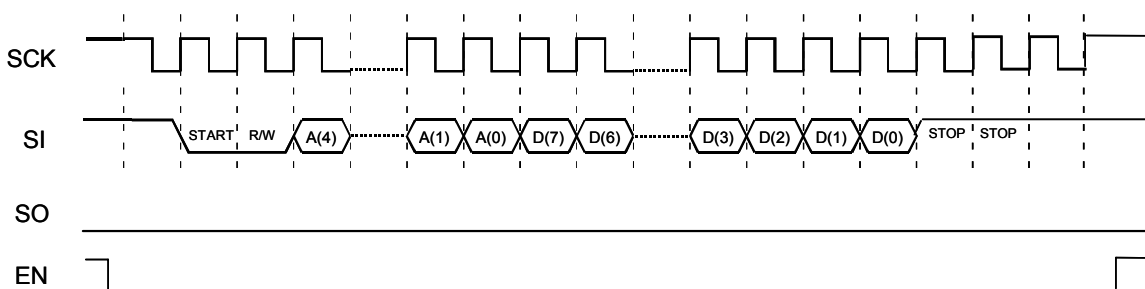 SCK
SI START R/W A(4) A(1) A(0) D(7) D(6) D(3) D(2) D(1) D(0) STOP STOP
SO
EN